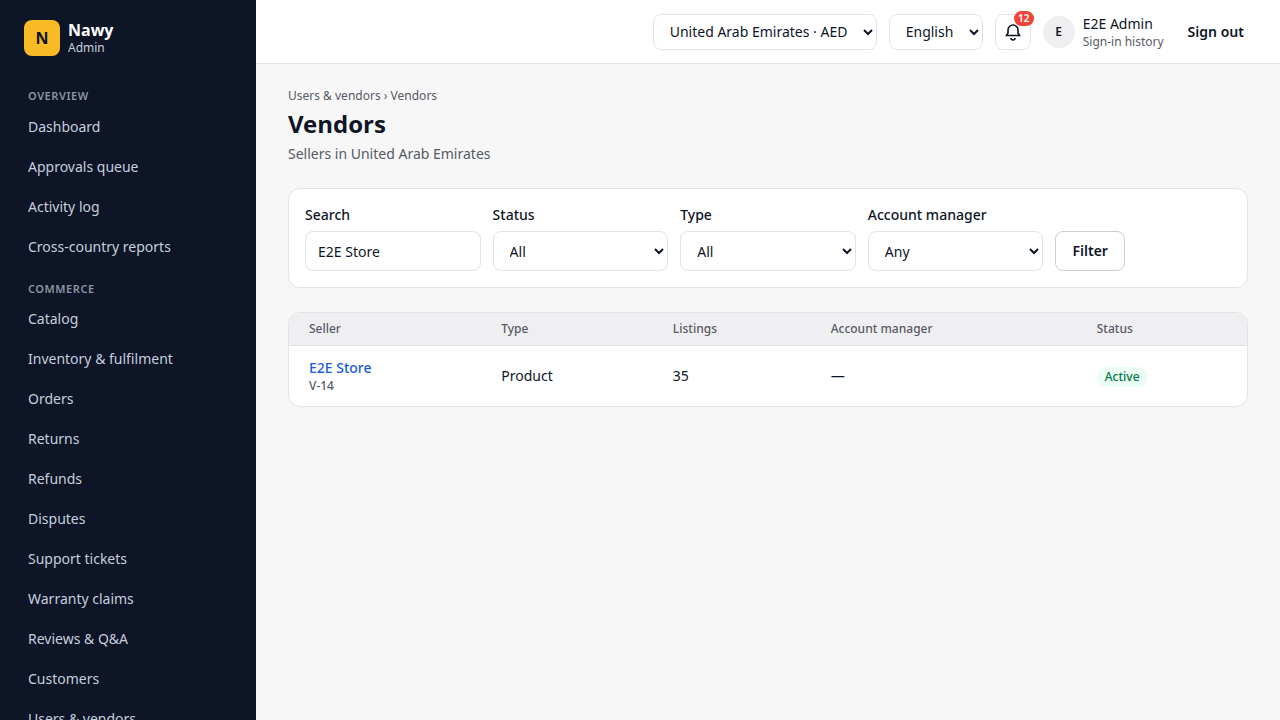 N
Nawy
Admin
OVERVIEW
Dashboard
Approvals queue
Activity log
Cross-country reports
COMMERCE
Catalog
Inventory & fulfilment
Orders
Returns
Refunds
Disputes
Support tickets
Warranty claims
Reviews & Q&A
Customers
Users & vendors
United Arab Emirates · AED
English
12
E
E2E Admin
Sign-in history
Sign out
Users & vendors › Vendors
Vendors
Sellers in United Arab Emirates
Search Status Type Account manager
E2E Store All All Any Filter
Seller Type Listings Account manager Status
E2E Store Product 35 — Active
V-14